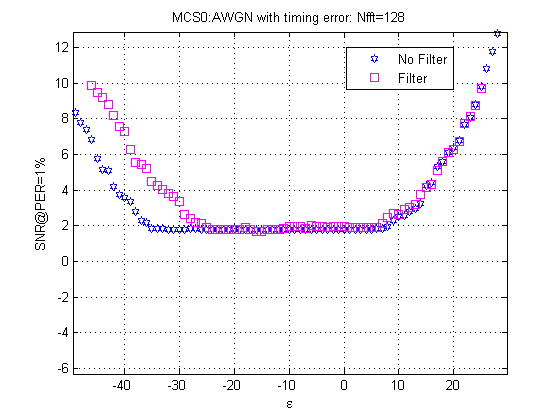 MCS0:AWGN with timing error: Nfft=128
No Filter
Filter
SNR@PER=1%
12
10
8
6
4
2
0
-2
-4
-6
-40 -30 -20 -10 0 10 20
ε